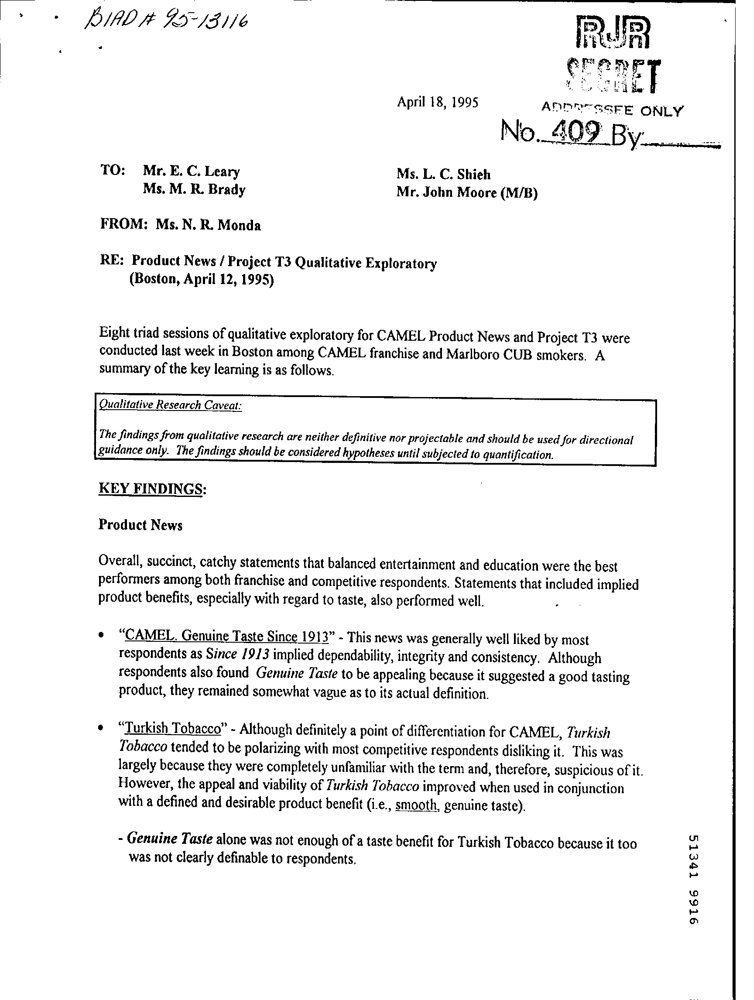 BIAD # 95-13116
RJR
SECRET
April 18, 1995
ADDRESSEE ONLY
No. 409 By
TO: Mr. E. C. Leary Ms. L. C. Shieh
Ms. M. R. Brady Mr. John Moore (M/B)
FROM: Ms. N. R. Monda
RE: Product News / Project T3 Qualitative Exploratory
(Boston, April 12, 1995)
Eight triad sessions of qualitative exploratory for CAMEL Product News and Project T3 were
conducted last week in Boston among CAMEL franchise and Marlboro CUB smokers. A
summary of the key learning is as follows.
Qualitative Research Caveat:
The findings from qualitative research are neither definitive nor projectable and should be used for directional
guidance only. The findings should be considered hypotheses until subjected to quantification.
KEY FINDINGS:
Product News
Overall, succinct, catchy statements that balanced entertainment and education were the best
performers among both franchise and competitive respondents. Statements that included implied
product benefits, especially with regard to taste, also performed well.
• “CAMEL. Genuine Taste Since 1913” - This news was generally well liked by most
respondents as Since 1913 implied dependability, integrity and consistency. Although
respondents also found Genuine Taste to be appealing because it suggested a good tasting
product, they remained somewhat vague as to its actual definition.
• “Turkish Tobacco” - Although definitely a point of differentiation for CAMEL, Turkish
Tobacco tended to be polarizing with most competitive respondents disliking it. This was
largely because they were completely unfamiliar with the term and, therefore, suspicious of it.
However, the appeal and viability of Turkish Tobacco improved when used in conjunction
with a defined and desirable product benefit (i.e., smooth, genuine taste).
- Genuine Taste alone was not enough of a taste benefit for Turkish Tobacco because it too
was not clearly definable to respondents.
51341 9916